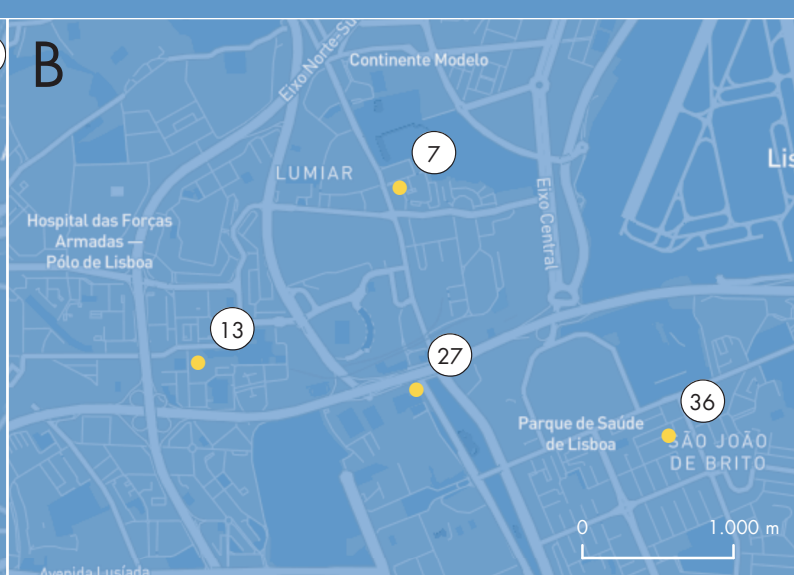 B
Eixo Norte-Su
Continente Modelo
7
LUMIAR
Lis
Eixo Central
Hospital das Forças
Armadas —
Pólo de Lisboa
13
27
36
Parque de Saúde
de Lisboa
SÃO JOÃO
DE BRITO
0 1.000 m
Avenida Lusíada